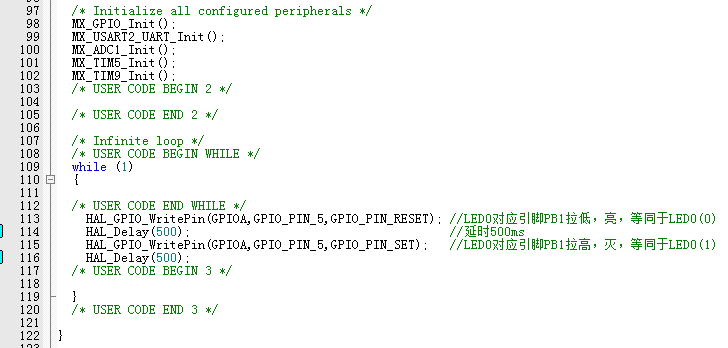 97 /* Initialize all configured peripherals */
98 MX_GPIO_Init();
99 MX_USART2_UART_Init();
100 MX_ADC1_Init();
101 MX_TIM5_Init();
102 MX_TIM9_Init();
103 /* USER CODE BEGIN 2 */
104
105 /* USER CODE END 2 */
106
107 /* Infinite loop */
108 /* USER CODE BEGIN WHILE */
109 while (1)
110 {
111
112 /* USER CODE END WHILE */
113 HAL_GPIO_WritePin(GPIOA,GPIO_PIN_5,GPIO_PIN_RESET); //LED0对应引脚PB1拉低，亮，等同于LED0(0)
114 HAL_Delay(500); //延时500ms
115 HAL_GPIO_WritePin(GPIOA,GPIO_PIN_5,GPIO_PIN_SET); //LED0对应引脚PB1拉高，灭，等同于LED0(1)
116 HAL_Delay(500);
117 /* USER CODE BEGIN 3 */
118
119 }
120 /* USER CODE END 3 */
121
122 }